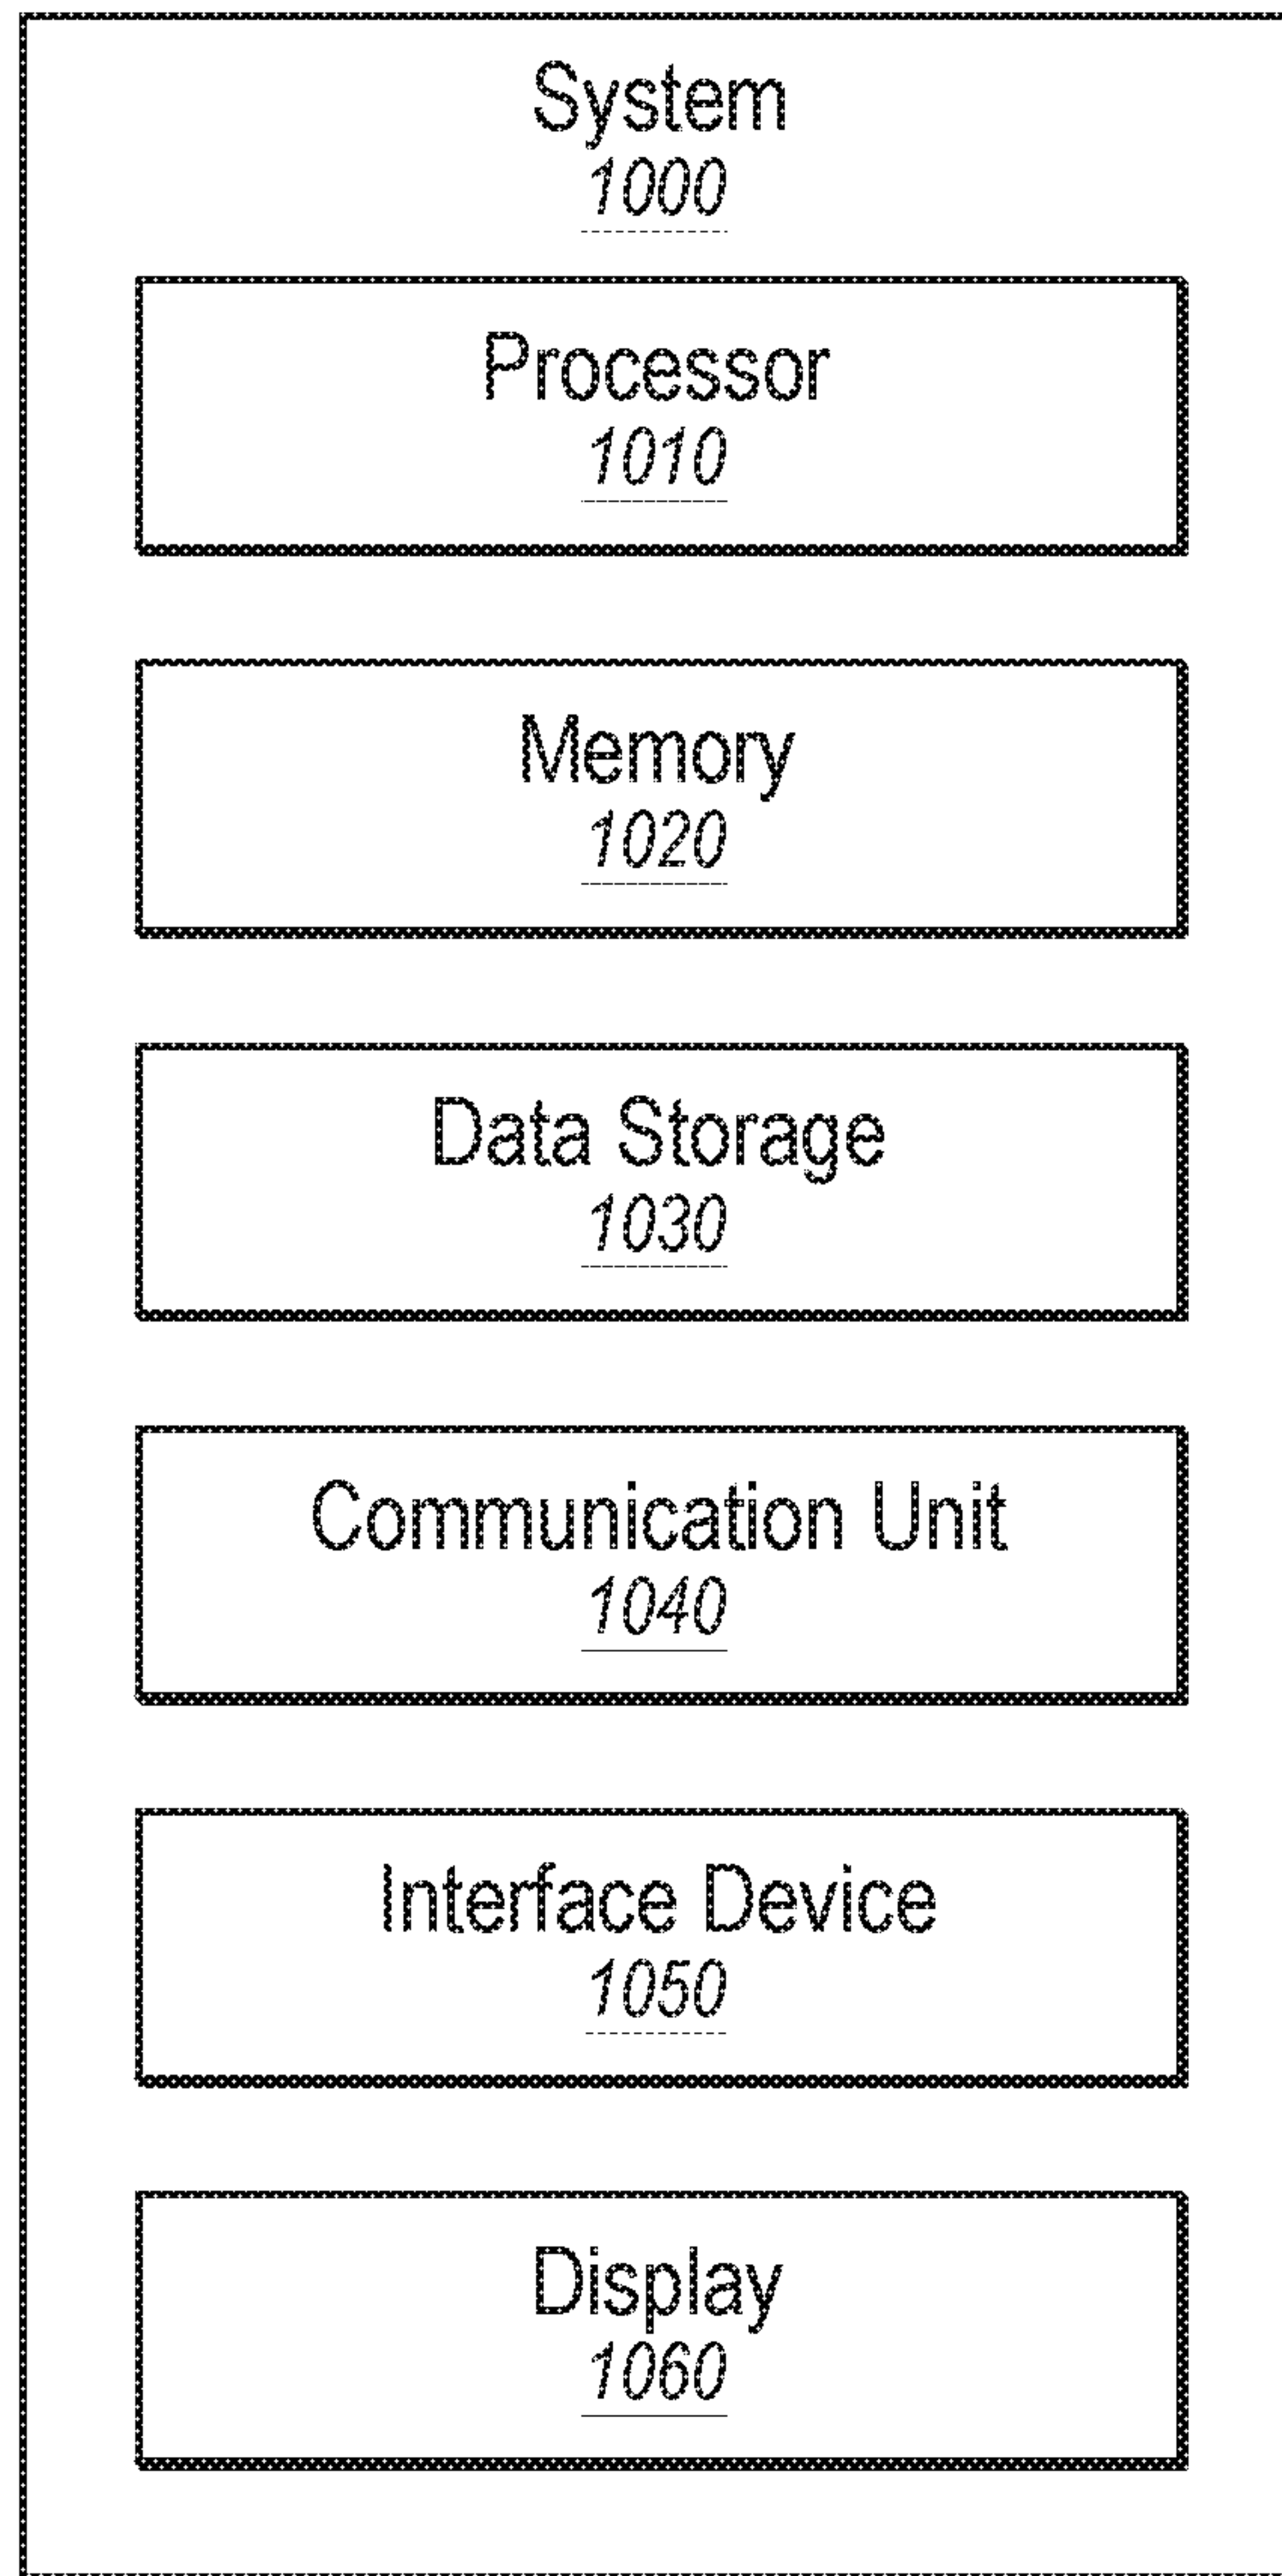 System
1000
Processor
1010
Memory
1020
Data Storage
1030
Communication Unit
1040
Interface Device
1050
Display
1060